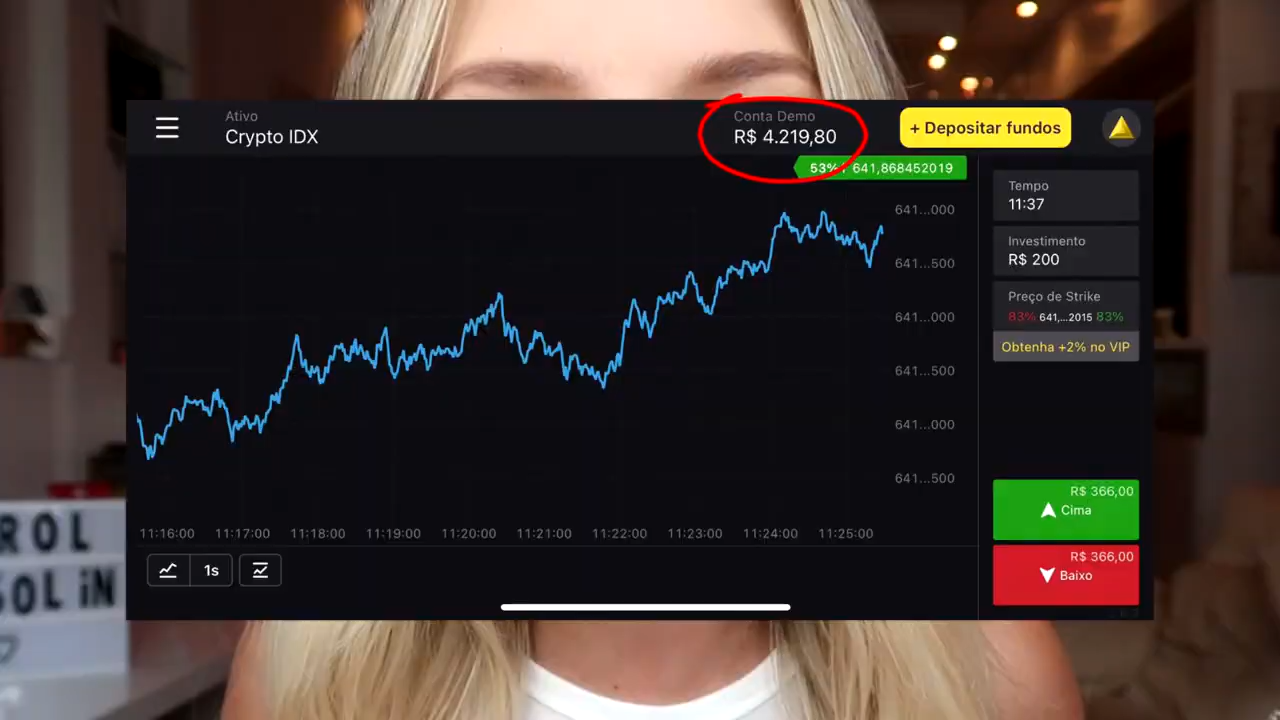 Ativo
Crypto IDX
Conta Demo
R$ 4.219,80
+ Depositar fundos
53%
641,868452019
641...000
641...500
641...000
641...500
641...000
641...500
11:16:00 11:17:00 11:18:00 11:19:00 11:20:00 11:21:00 11:22:00 11:23:00 11:24:00 11:25:00
1s
Tempo
11:37
Investimento
R$ 200
Preço de Strike
83% 641,...2015 83%
Obtenha +2% no VIP
R$ 366,00
Cima
R$ 366,00
Baixo
ROL
SOL iN